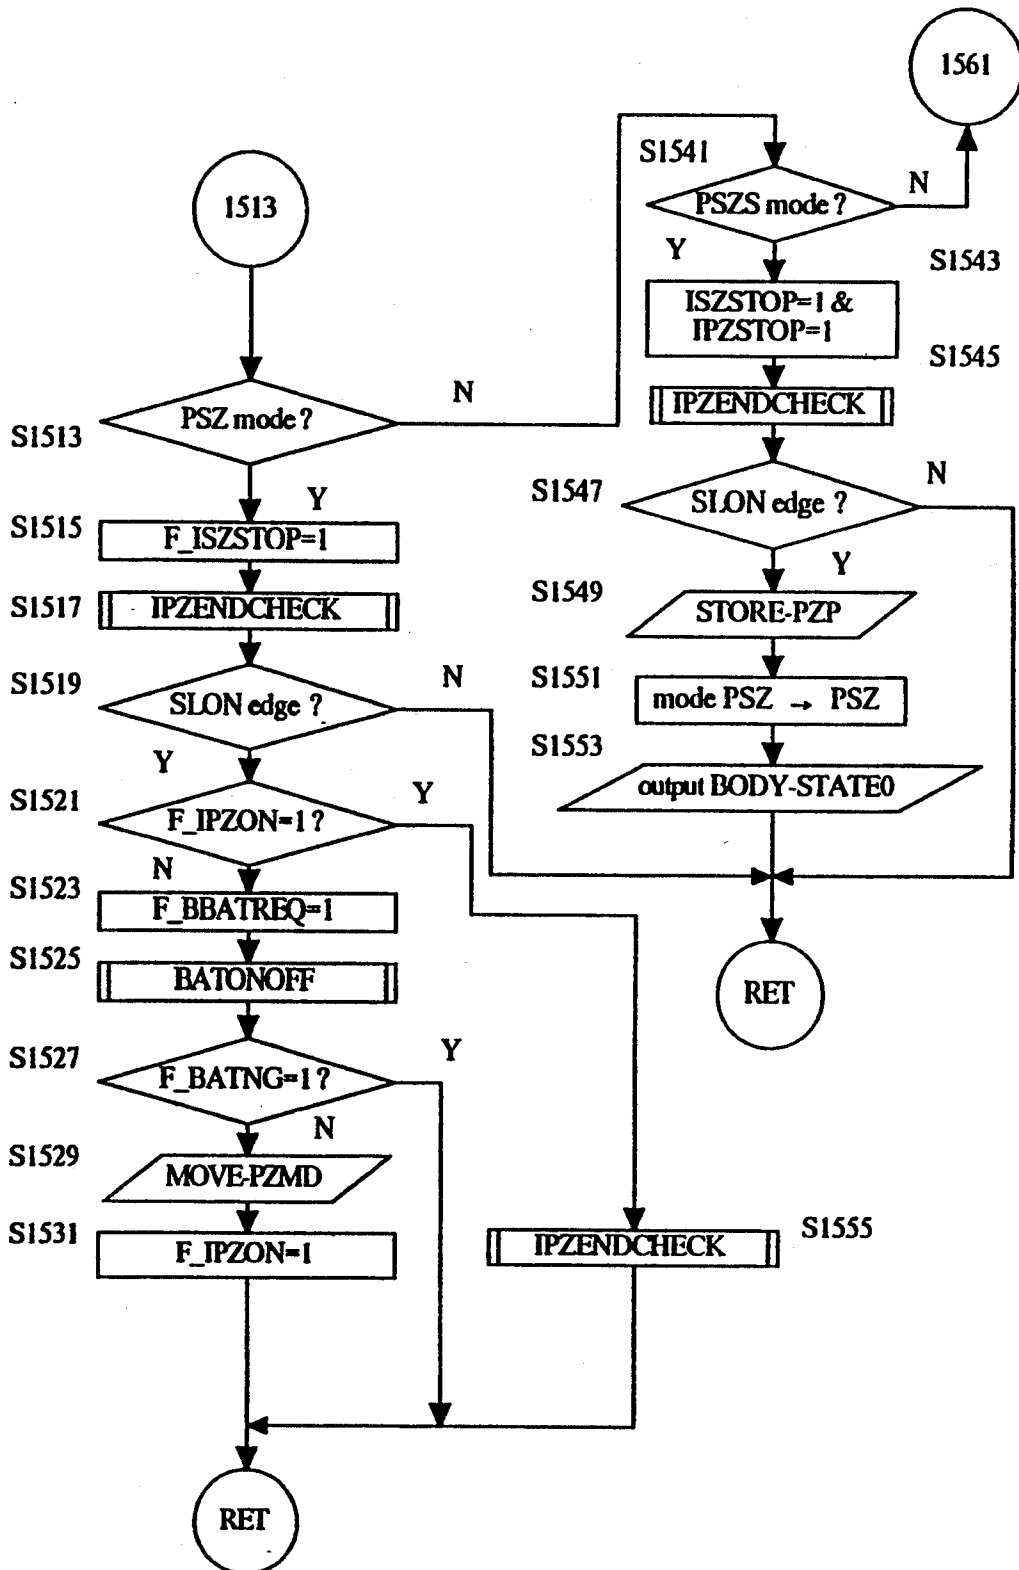 1513
PSZ mode ?
N
S1513
Y
S1515
F_ISZSTOP=1
S1517
IPZENDCHECK
S1519
SLON edge ?
N
Y
S1521
F_IPZON=1 ?
Y
N
S1523
F_BBATREQ=1
S1525
BATONOFF
S1527
F_BATNG=1 ?
Y
N
S1529
MOVE-PZMD
S1531
F_IPZON=1
RET
1561
S1541
PSZS mode ?
N
Y
S1543
ISZSTOP=1 &
IPZSTOP=1
S1545
IPZENDCHECK
S1547
SLON edge ?
N
Y
S1549
STORE-PZP
S1551
mode PSZ → PSZ
S1553
output BODY-STATE0
RET
S1555
IPZENDCHECK